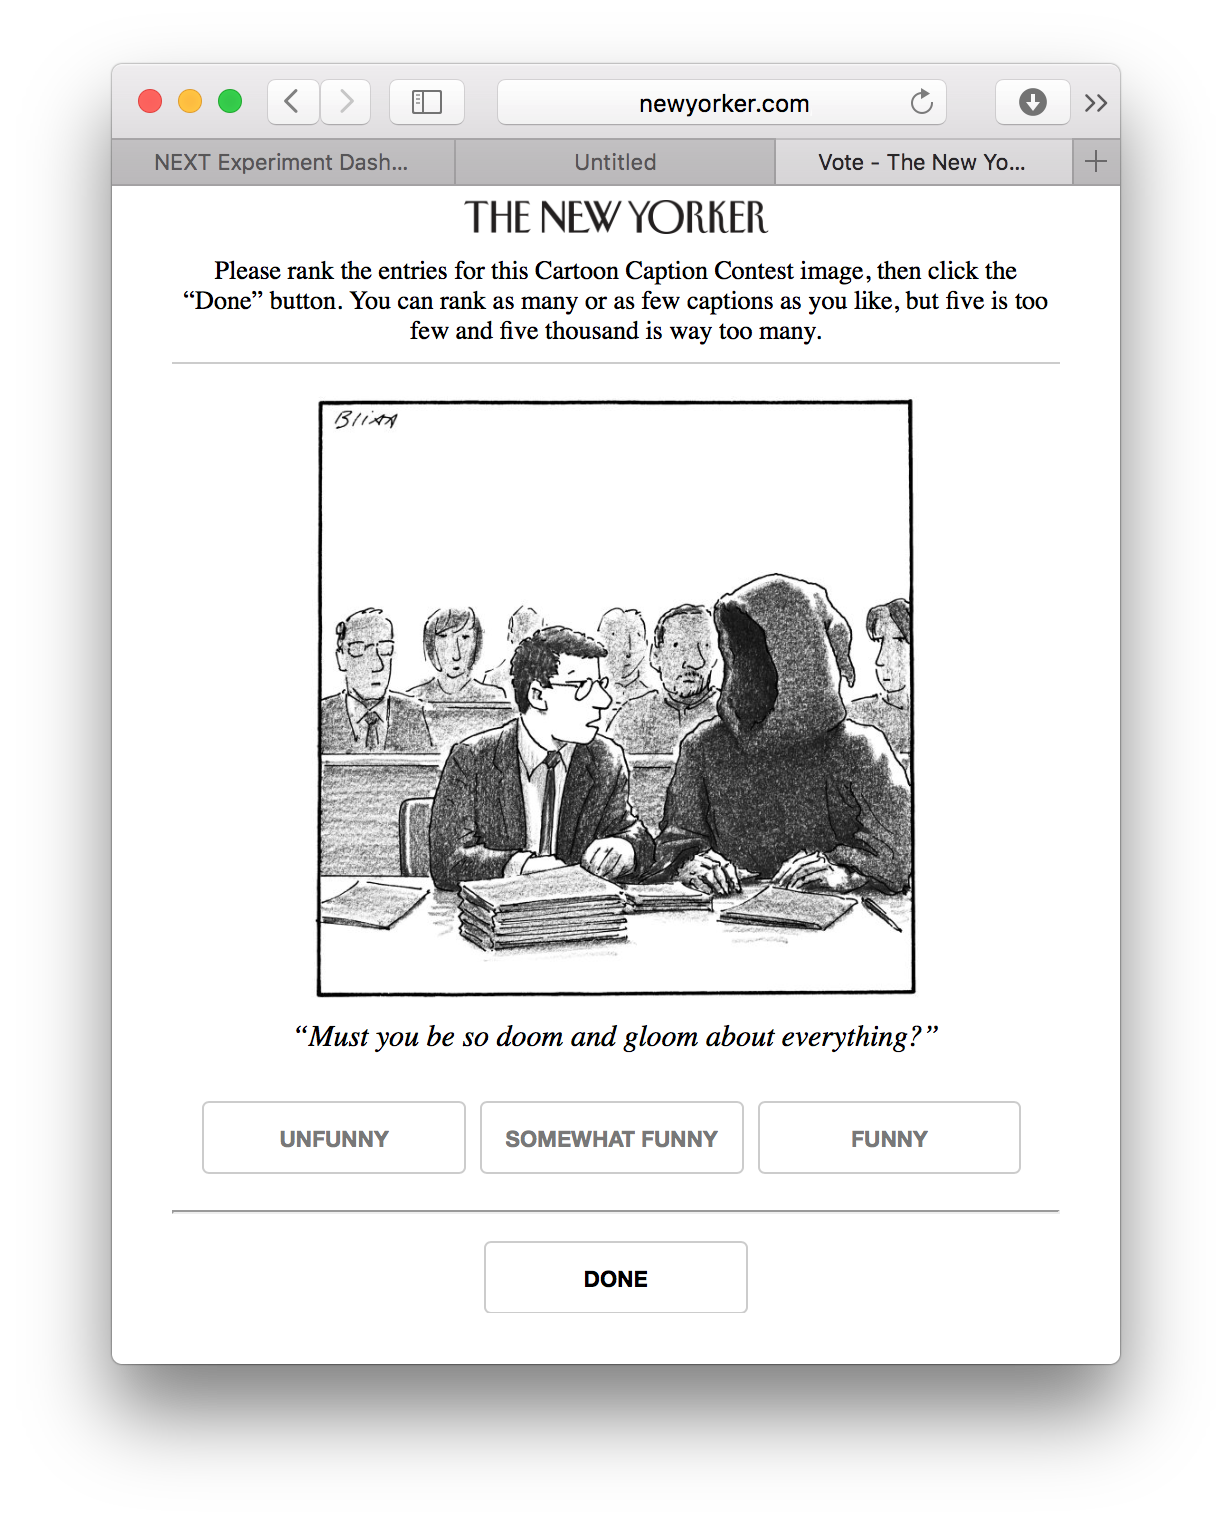 newyorker.com
NEXT Experiment Dash...
Untitled
Vote - The New Yo...
THE NEW YORKER
Please rank the entries for this Cartoon Caption Contest image, then click the
“Done” button. You can rank as many or as few captions as you like, but five is too
few and five thousand is way too many.
Bliss
“Must you be so doom and gloom about everything?”
UNFUNNY
SOMEWHAT FUNNY
FUNNY
DONE